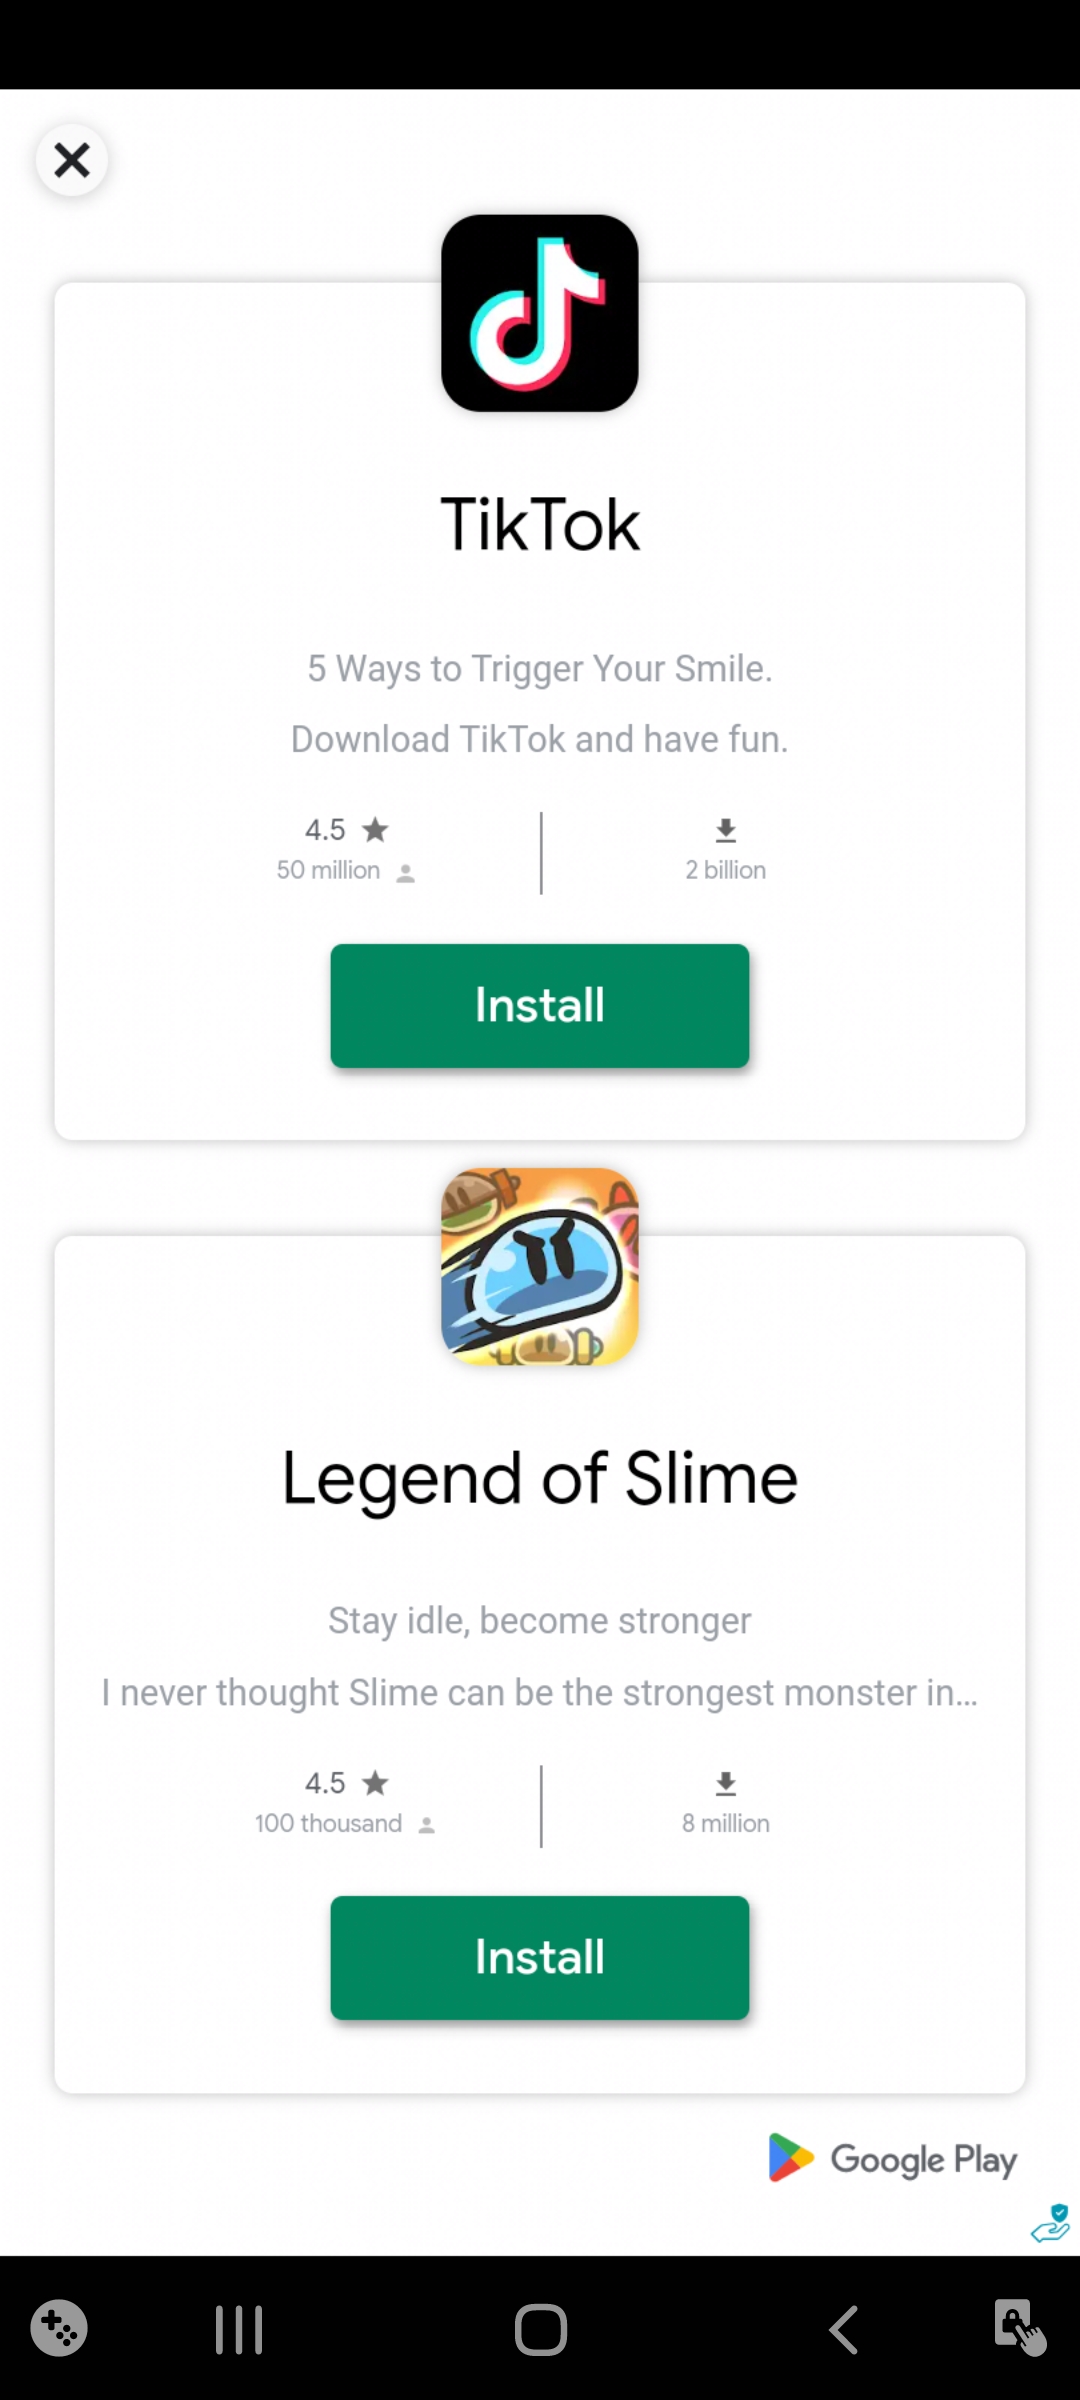 TikTok
5 Ways to Trigger Your Smile.
Download TikTok and have fun.
4.5
50 million
2 billion
Install
Legend of Slime
Stay idle, become stronger
I never thought Slime can be the strongest monster in...
4.5
100 thousand
8 million
Install
Google Play